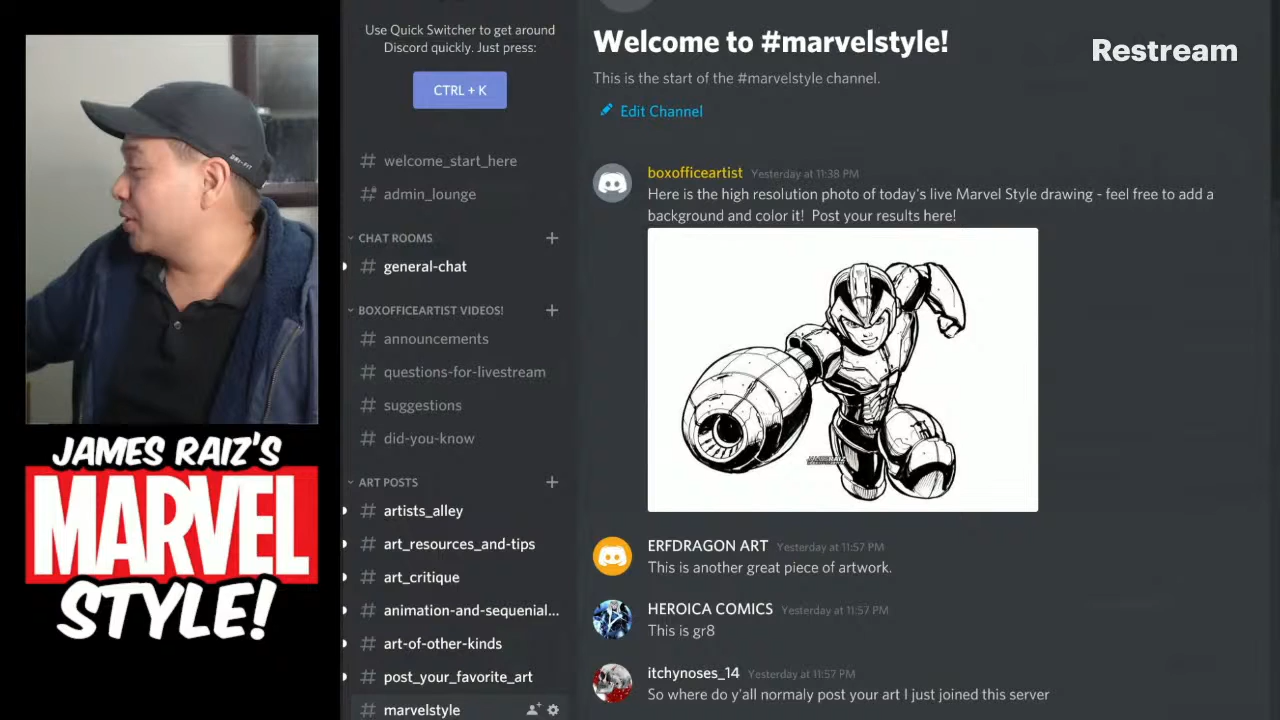 Use Quick Switcher to get around
Discord quickly. Just press:
CTRL + K
# welcome_start_here
# admin_lounge
CHAT ROOMS
# general-chat
BOXOFFICEARTIST VIDEOS!
# announcements
# questions-for-livestream
# suggestions
# did-you-know
ART POSTS
# artists_alley
# art_resources_and-tips
# art_critique
# animation-and-sequenial...
# art-of-other-kinds
# post_your_favorite_art
# marvelstyle
Welcome to #marvelstyle!
This is the start of the #marvelstyle channel.
Edit Channel
Restream
boxofficeartist Yesterday at 11:38 PM
Here is the high resolution photo of today's live Marvel Style drawing - feel free to add a
background and color it! Post your results here!
JAMES RAIZ
ERFDRAGON ART Yesterday at 11:57 PM
This is another great piece of artwork.
HEROICA COMICS Yesterday at 11:57 PM
This is gr8
itchynoses_14 Yesterday at 11:57 PM
So where do y'all normaly post your art I just joined this server
DRI-FIT
JAMES RAIZ'S
MARVEL
STYLE!